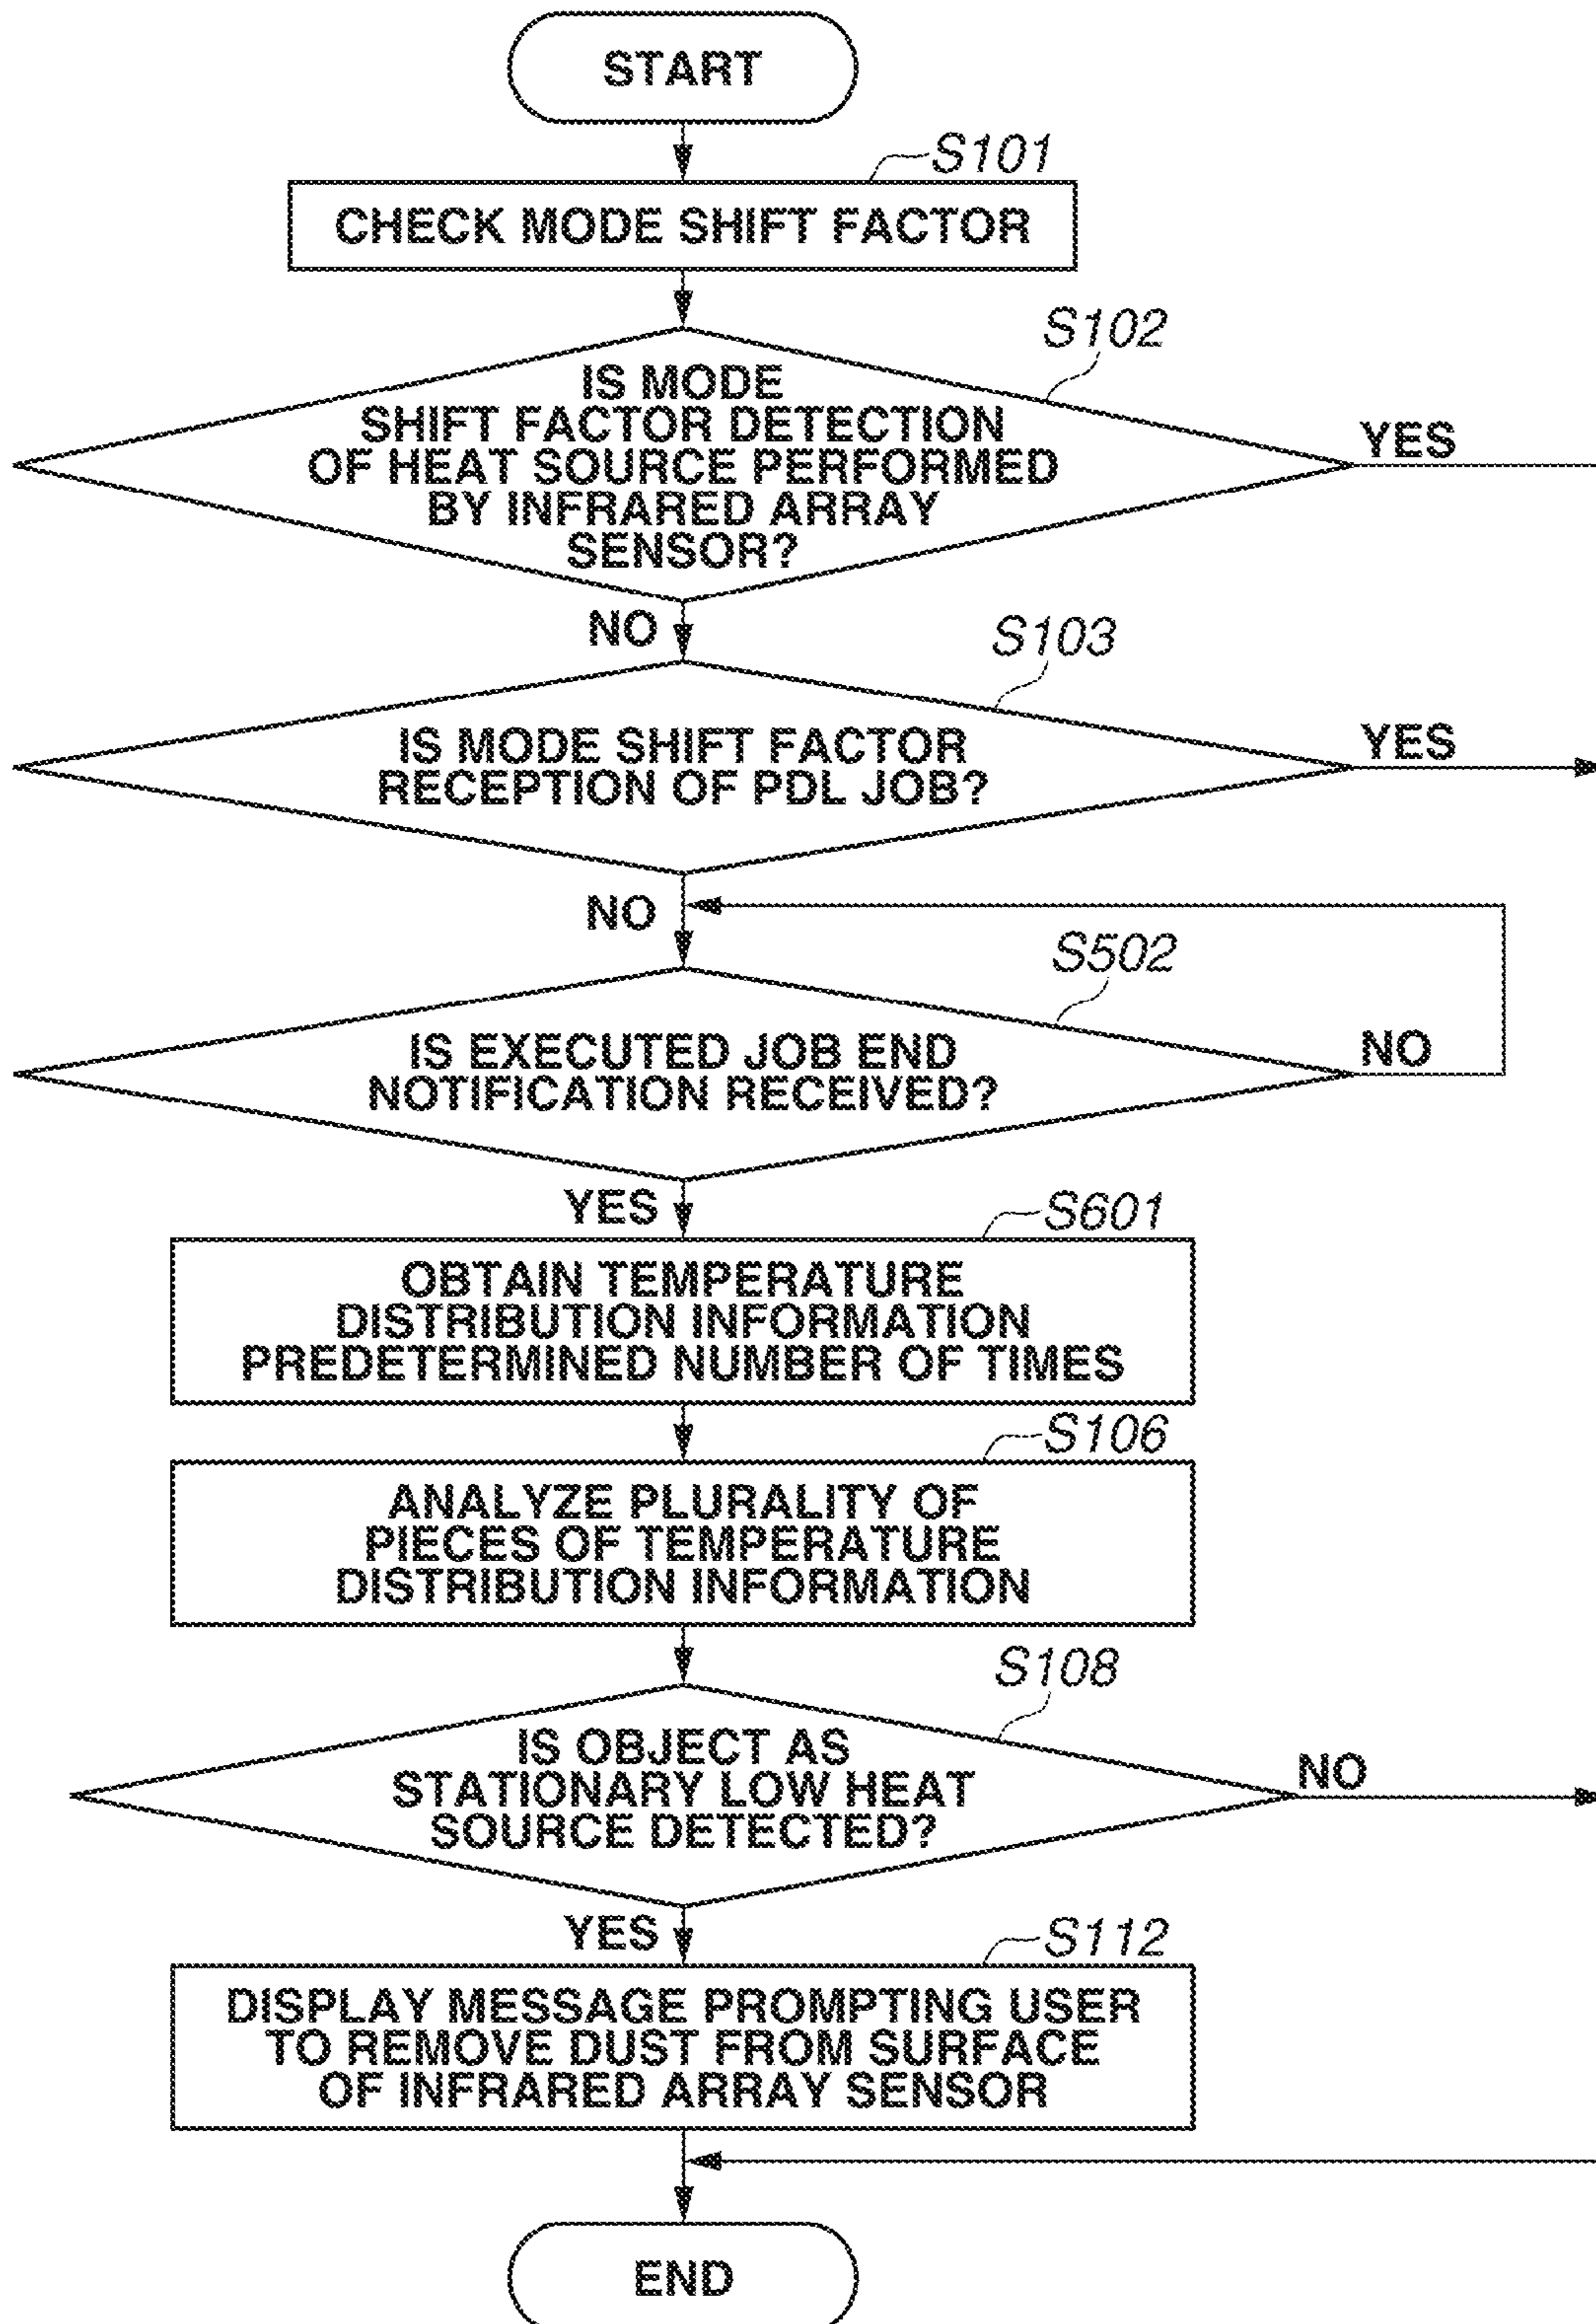 START
S101
CHECK MODE SHIFT FACTOR
S102
IS MODE
SHIFT FACTOR DETECTION
OF HEAT SOURCE PERFORMED
BY INFRARED ARRAY
SENSOR?
YES
NO
S103
IS MODE SHIFT FACTOR
RECEPTION OF PDL JOB?
YES
NO
S502
IS EXECUTED JOB END
NOTIFICATION RECEIVED?
NO
YES
S601
OBTAIN TEMPERATURE
DISTRIBUTION INFORMATION
PREDETERMINED NUMBER OF TIMES
S106
ANALYZE PLURALITY OF
PIECES OF TEMPERATURE
DISTRIBUTION INFORMATION
S108
IS OBJECT AS
STATIONARY LOW HEAT
SOURCE DETECTED?
NO
YES
S112
DISPLAY MESSAGE PROMPTING USER
TO REMOVE DUST FROM SURFACE
OF INFRARED ARRAY SENSOR
END